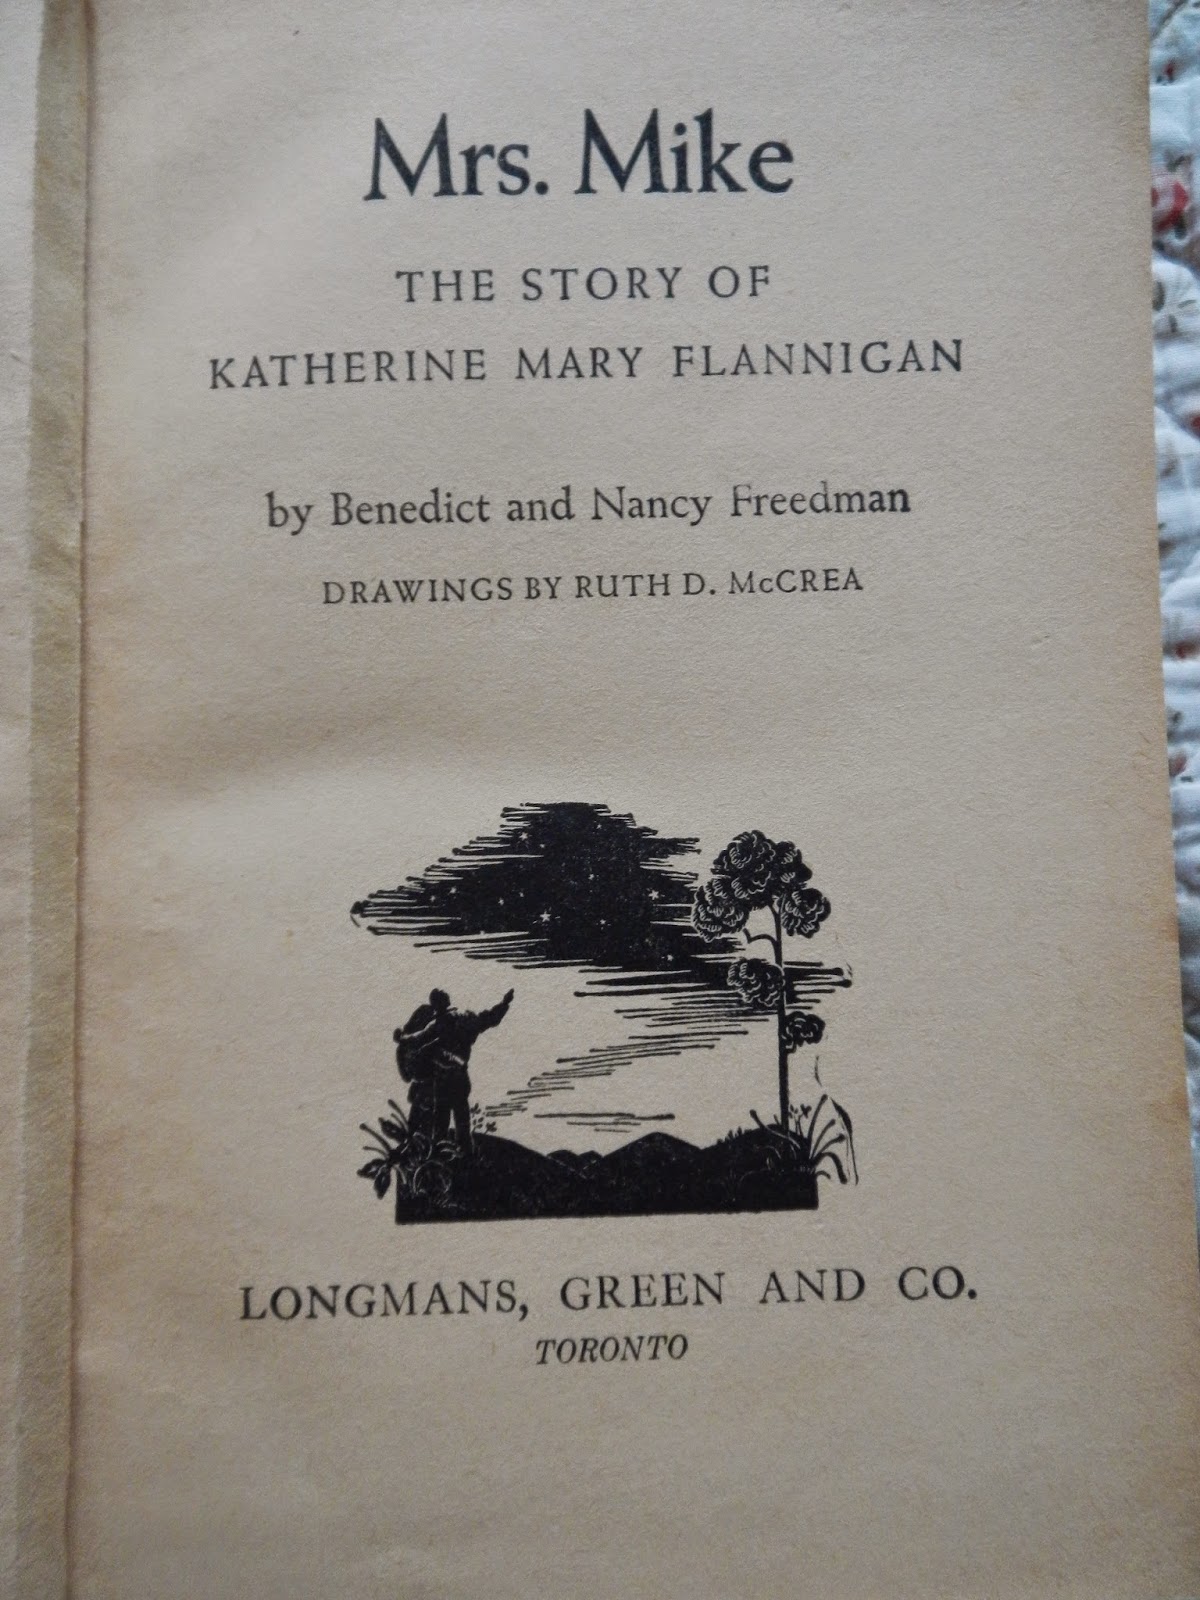 Mrs. Mike
THE STORY OF
KATHERINE MARY FLANNIGAN
by Benedict and Nancy Freedman
DRAWINGS BY RUTH D. McCREA
LONGMANS, GREEN AND CO.
TORONTO